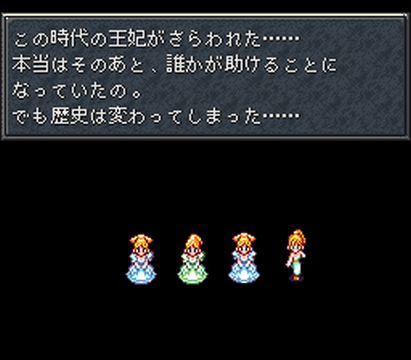 この時代の王妃がさらわれた……
本当はそのあと、誰かが助けることに
なっていたの。
でも歴史は変わってしまった……